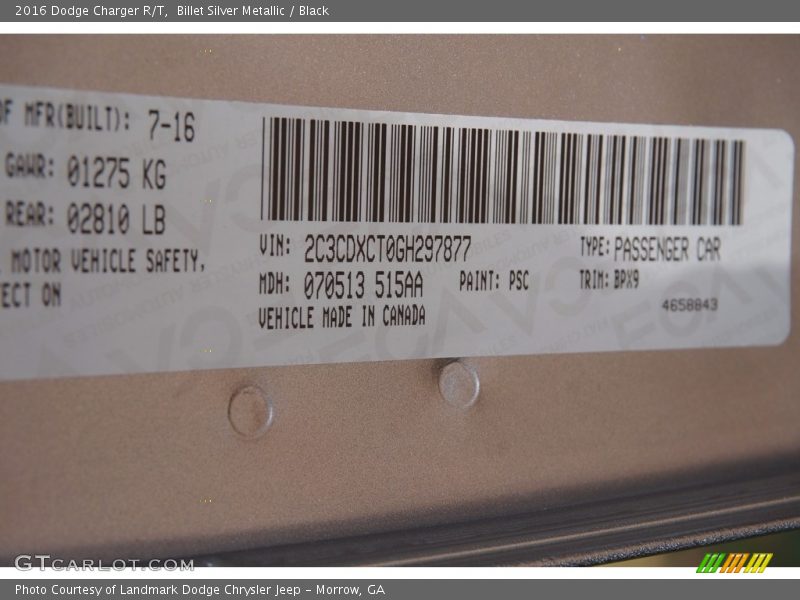 2016 Dodge Charger R/T,  Billet Silver Metallic / Black
OF MFR(BUILT): 7-16
GAWR: 01275 KG
REAR: 02810 LB
MOTOR VEHICLE SAFETY,
ECT ON
VIN: 2C3CDXCT0GH297877
TYPE: PASSENGER CAR
MDH: 070513 515AA
PAINT: PSC
TRIM: BPX9
VEHICLE MADE IN CANADA
4658843
GTCARLOT.COM
Photo Courtesy of Landmark Dodge Chrysler Jeep – Morrow, GA